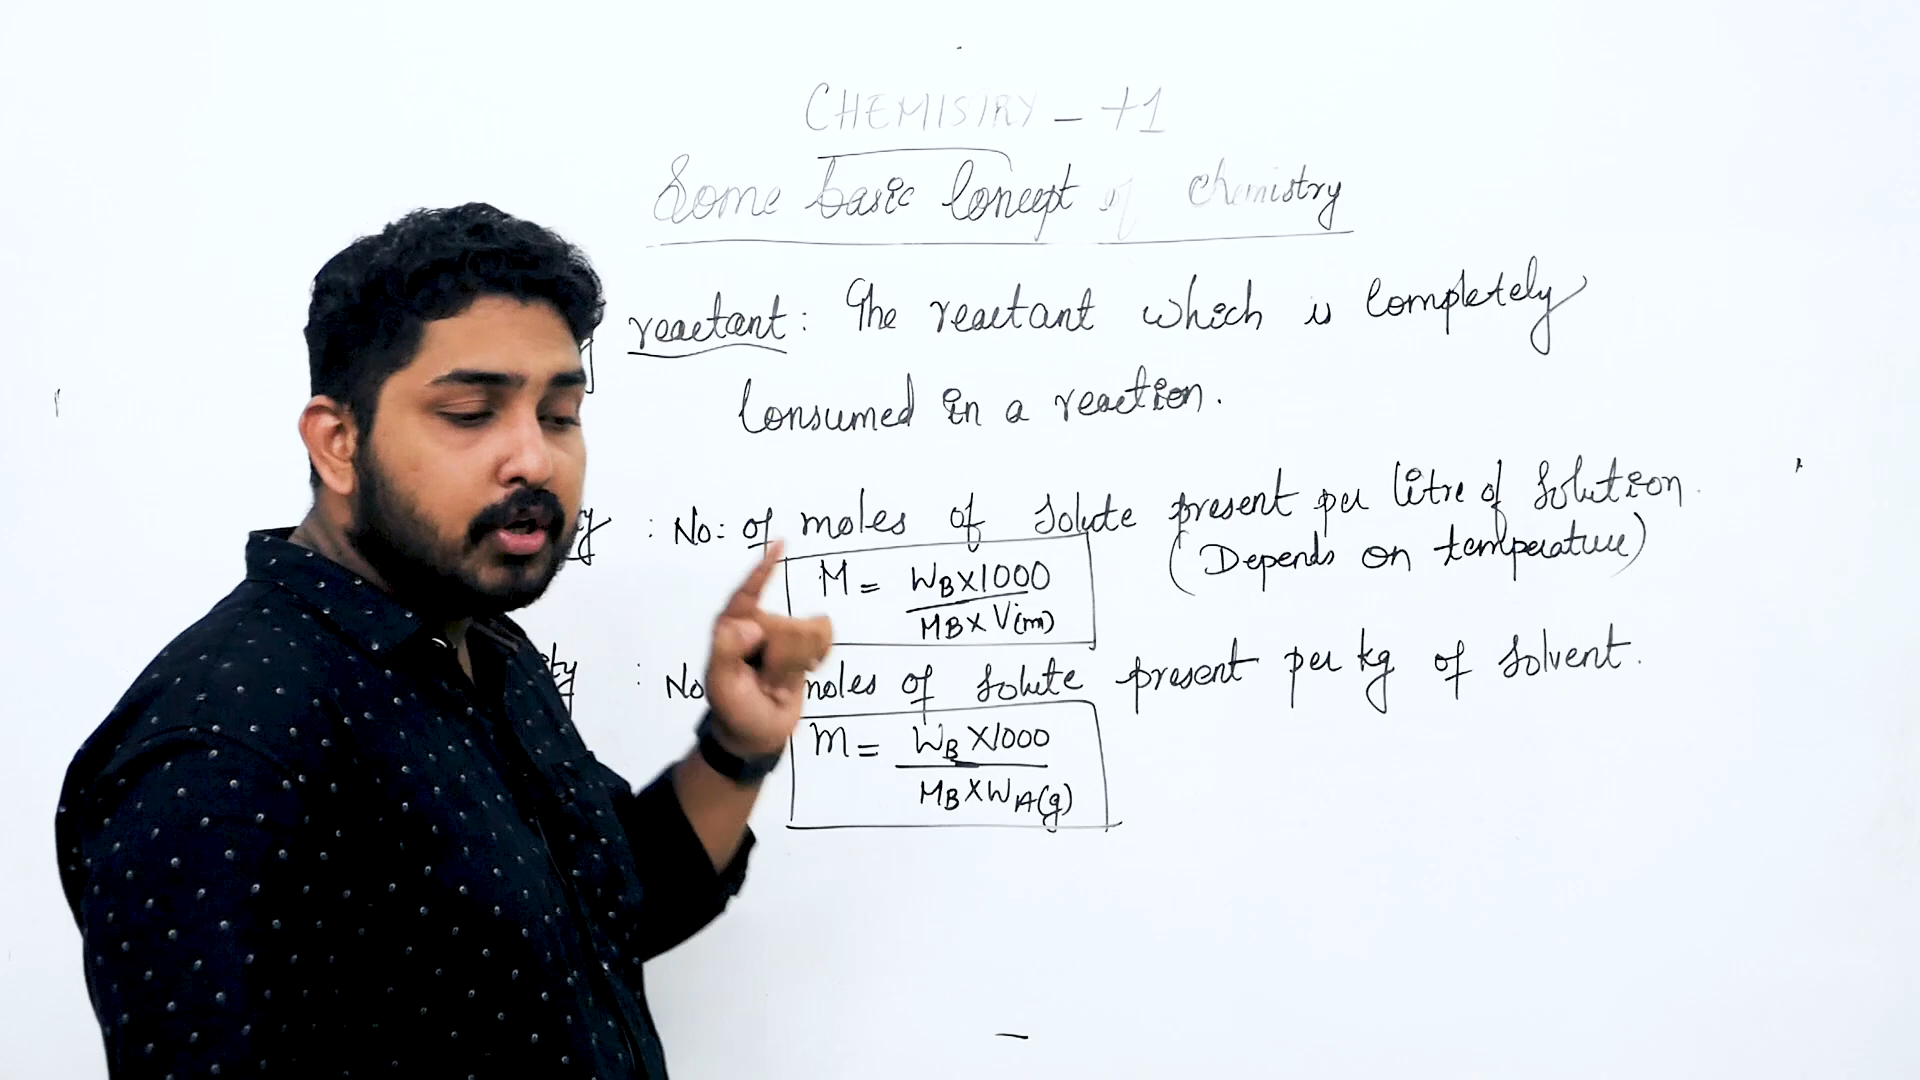 CHEMISTRY - +1
Some basic Concept of Chemistry
reactant : The reactant which is Completely
Consumed in a reaction.
: No: of moles of solute present per litre of solution.
(Depends on temperature)
M = WB X 1000
MB X V(m)
: No moles of solute present per kg of solvent.
m = WB X 1000
MB X WA(g)